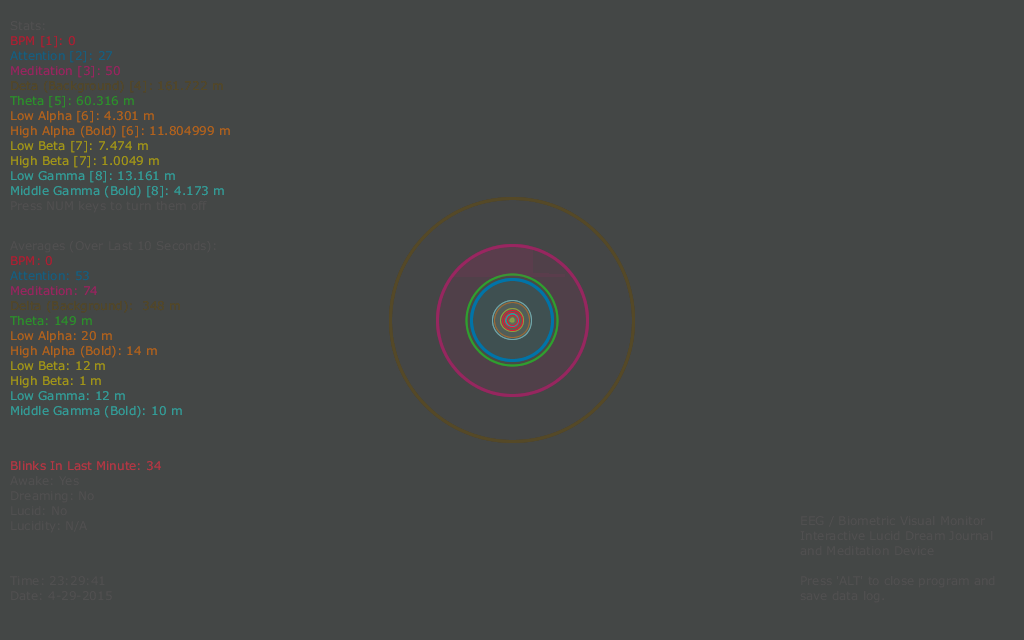 Stats:
BPM [1]: 0
Attention [2]: 27
Meditation [3]: 50
Theta [5]: 60.316 m
Low Alpha [6]: 4.301 m
High Alpha (Bold) [6]: 11.804999 m
Low Beta [7]: 7.474 m
High Beta [7]: 1.0049 m
Low Gamma [8]: 13.161 m
Middle Gamma (Bold) [8]: 4.173 m
Press NUM keys to turn them off
Averages (Over Last 10 Seconds):
BPM: 0
Attention: 53
Meditation: 74
Theta: 149 m
Low Alpha: 20 m
High Alpha (Bold): 14 m
Low Beta: 12 m
High Beta: 1 m
Low Gamma: 12 m
Middle Gamma (Bold): 10 m
Blinks In Last Minute: 34
Awake: Yes
Dreaming: No
Lucid: No
Lucidity: N/A
Time: 23:29:41
Date: 4-29-2015
EEG / Biometric Visual Monitor
Interactive Lucid Dream Journal
and Meditation Device
Press 'ALT' to close program and
save data log.